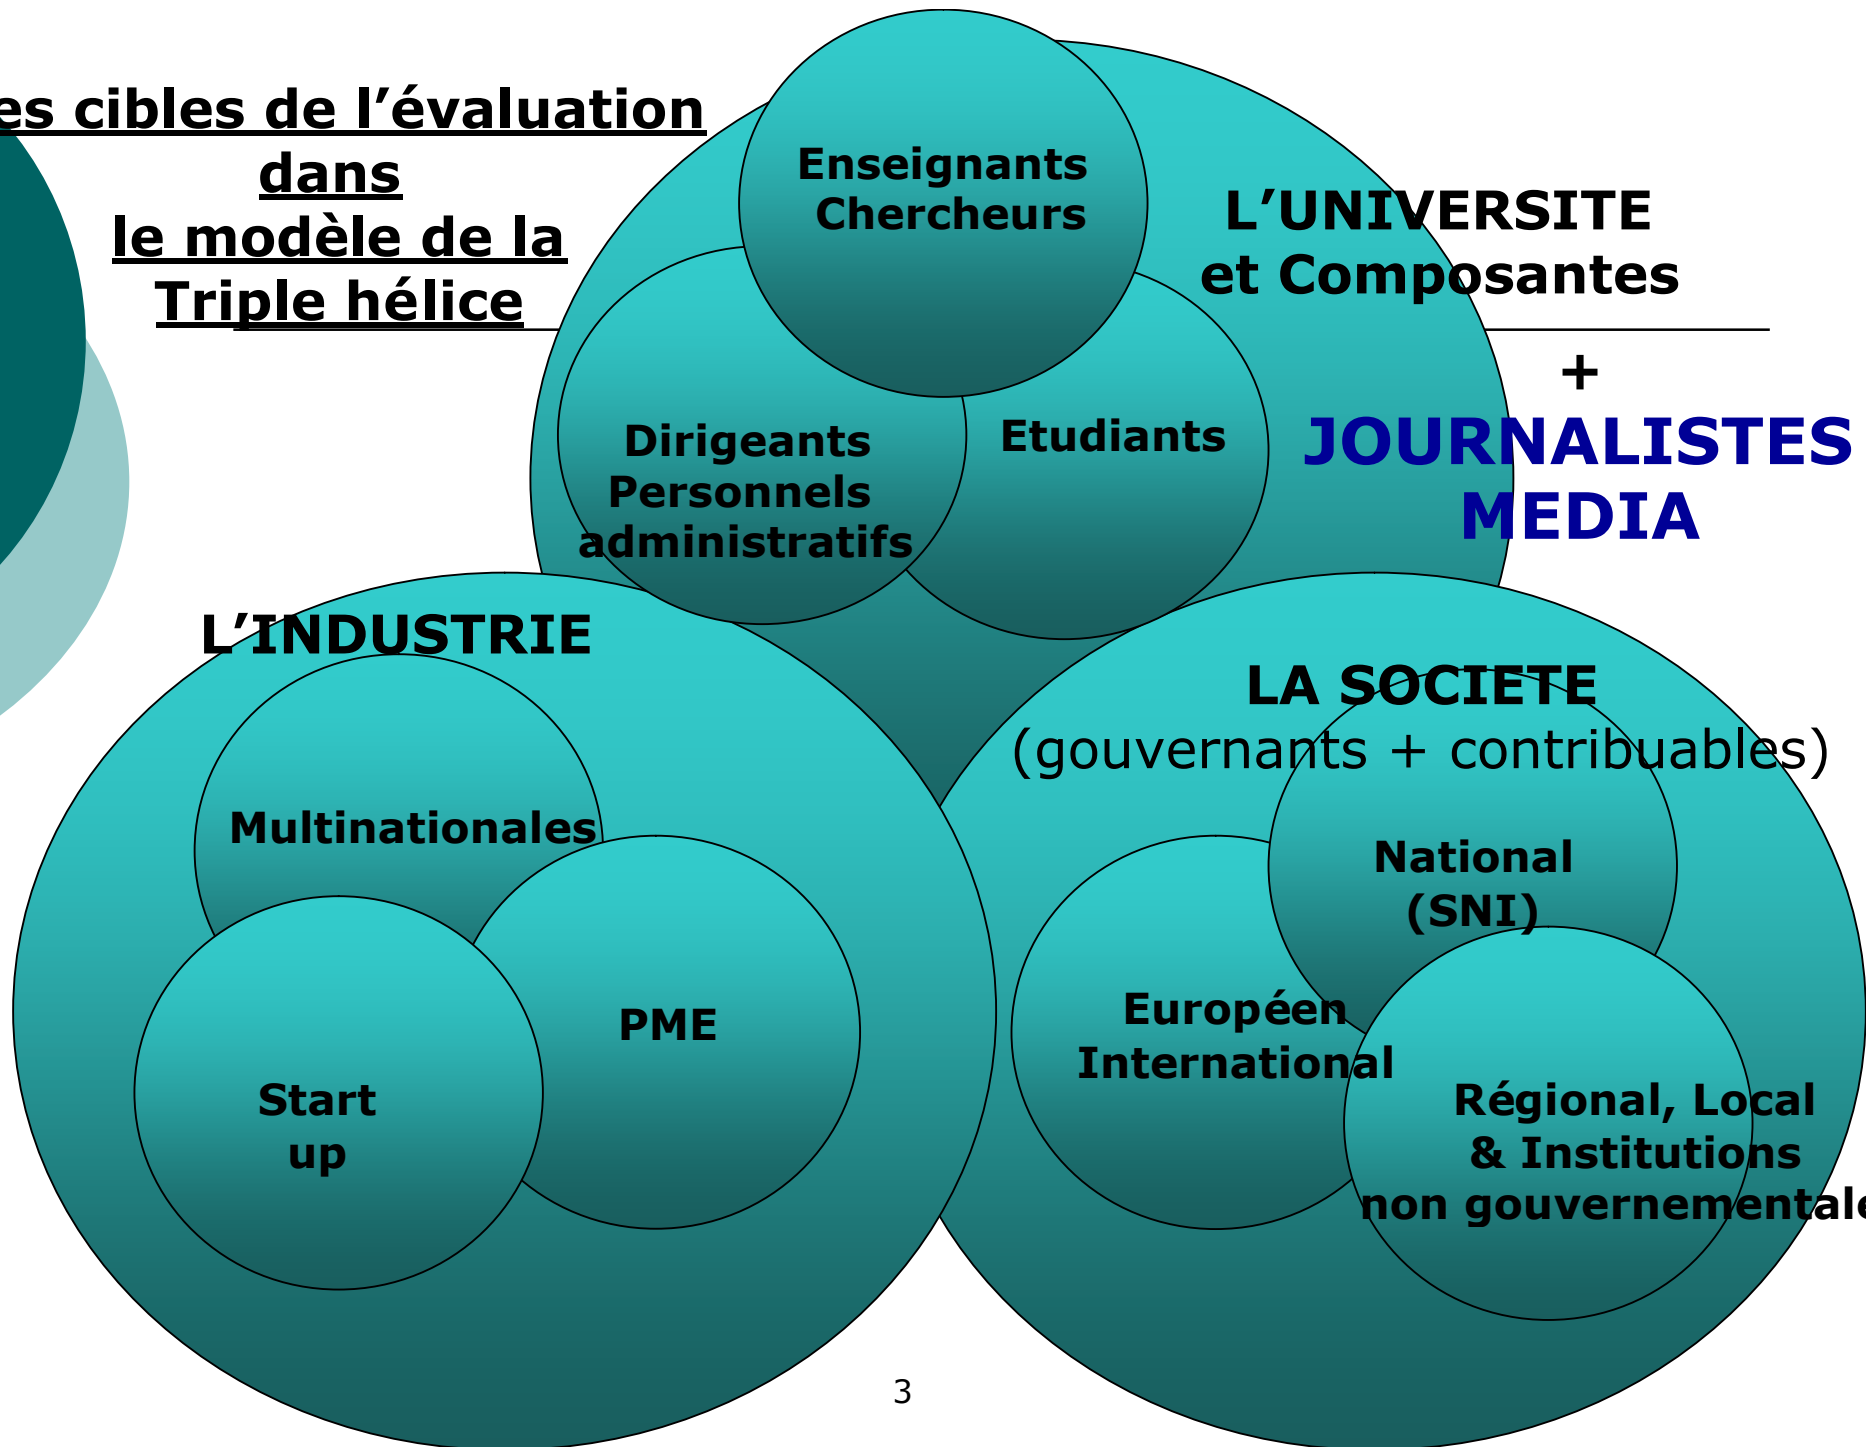 es cibles de l’évaluation
dans
le modèle de la
Triple hélice
Enseignants
Chercheurs
L’UNIVERSITE
et Composantes
+
JOURNALISTES
MEDIA
Dirigeants
Personnels
administratifs
Etudiants
L’INDUSTRIE
Multinationales
PME
Start
up
LA SOCIETE
(gouvernants + contribuables)
National
(SNI)
Européen
International
Régional, Local
& Institutions
non gouvernementale
3